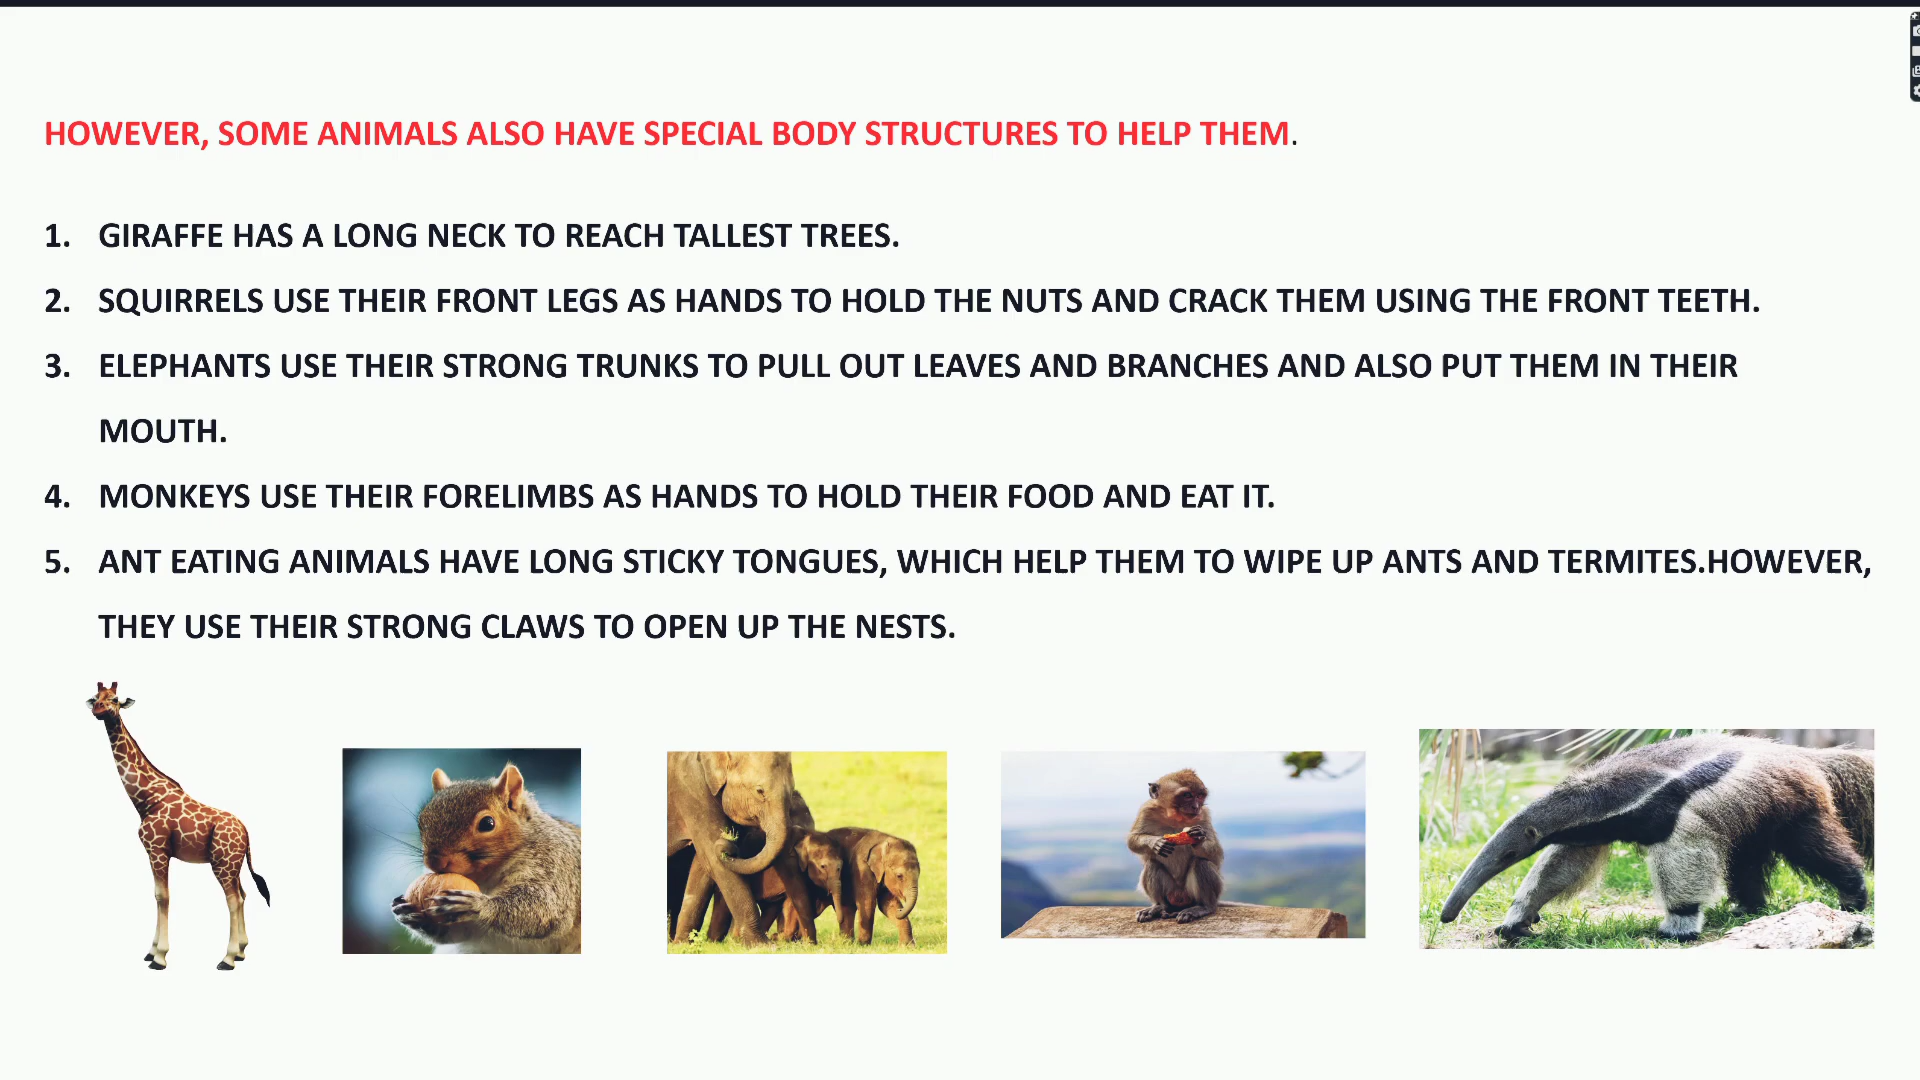 HOWEVER, SOME ANIMALS ALSO HAVE SPECIAL BODY STRUCTURES TO HELP THEM.
1. GIRAFFE HAS A LONG NECK TO REACH TALLEST TREES.
2. SQUIRRELS USE THEIR FRONT LEGS AS HANDS TO HOLD THE NUTS AND CRACK THEM USING THE FRONT TEETH.
3. ELEPHANTS USE THEIR STRONG TRUNKS TO PULL OUT LEAVES AND BRANCHES AND ALSO PUT THEM IN THEIR
MOUTH.
4. MONKEYS USE THEIR FORELIMBS AS HANDS TO HOLD THEIR FOOD AND EAT IT.
5. ANT EATING ANIMALS HAVE LONG STICKY TONGUES, WHICH HELP THEM TO WIPE UP ANTS AND TERMITES.HOWEVER,
THEY USE THEIR STRONG CLAWS TO OPEN UP THE NESTS.